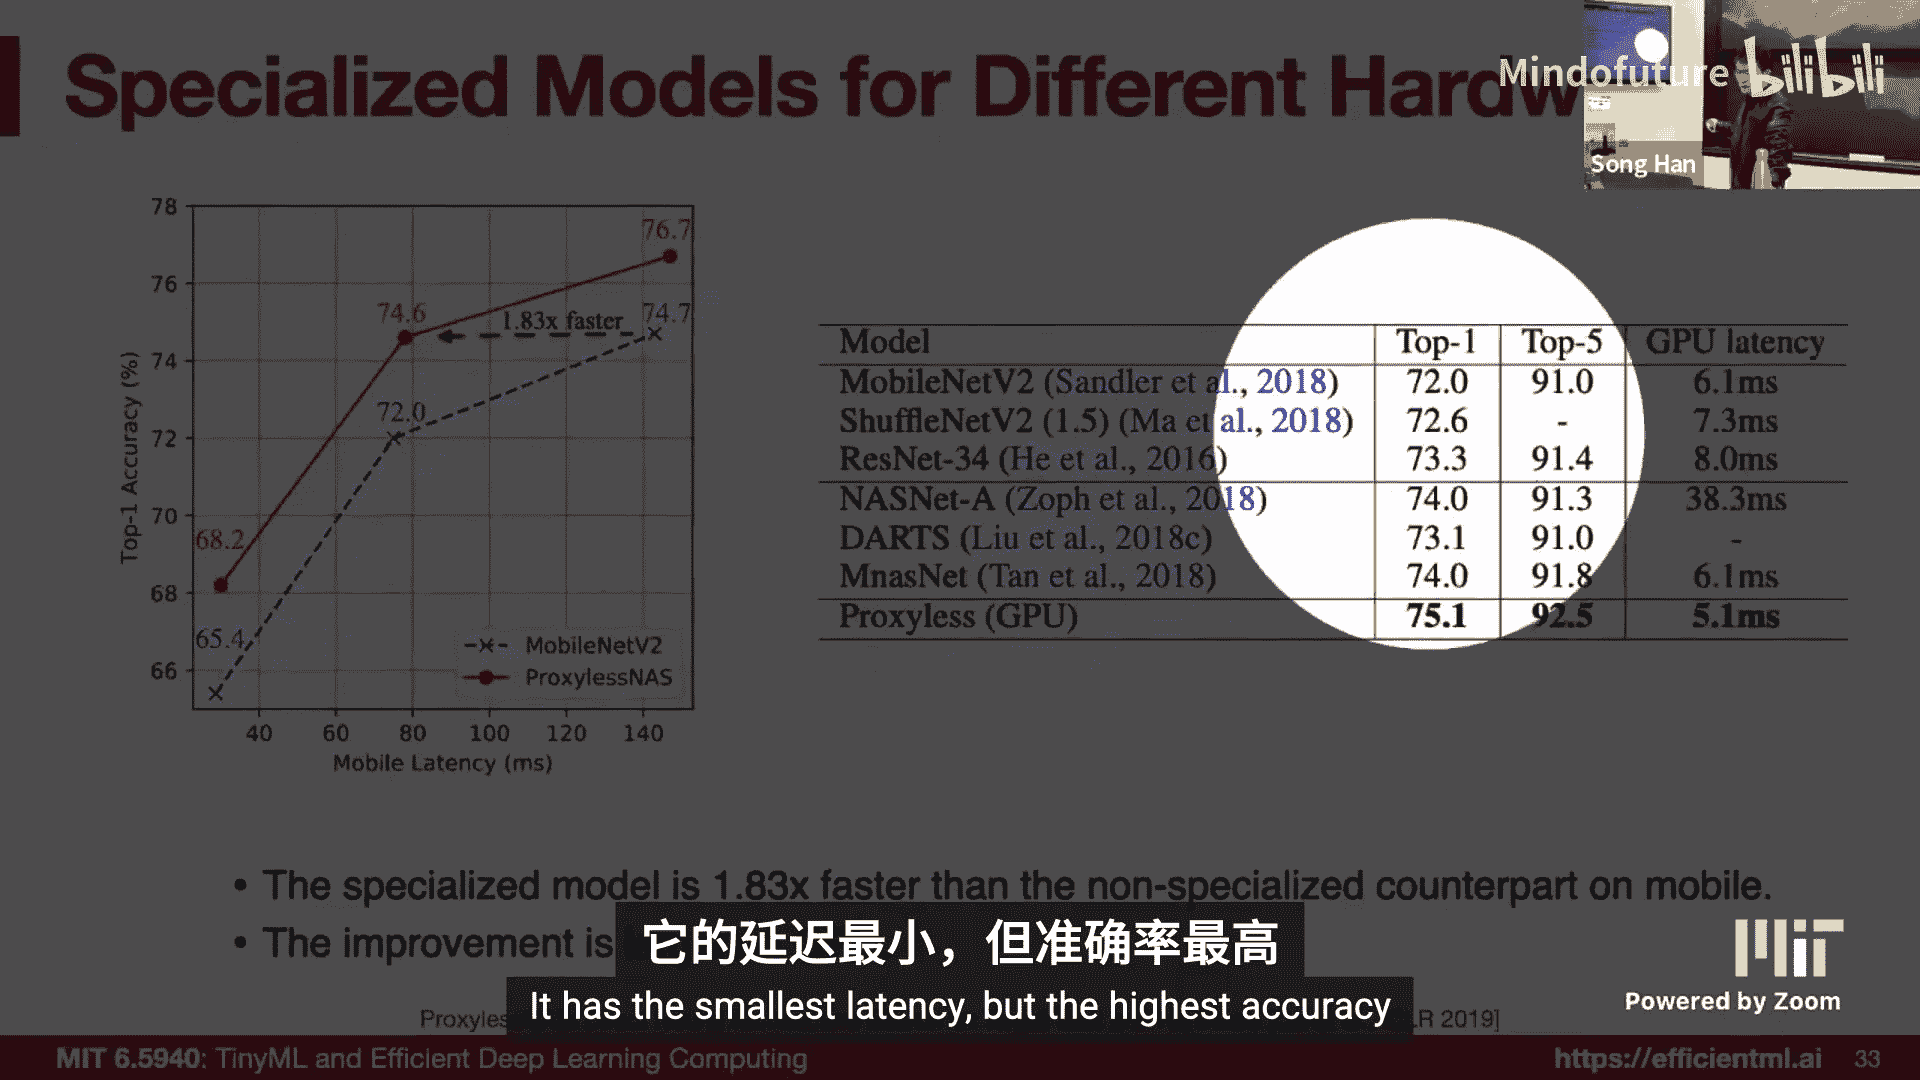 Specialized Models for Different Hardw
Mindofuture bilibili
Song Han
78
76
74
72
70
68
66
Top-1 Accuracy (%)
76.7
74.6
1.83x faster
74.7
72.0
68.2
65.4
MobileNetV2
ProxylessNAS
40 60 80 100 120 140
Mobile Latency (ms)
Model Top-1 Top-5 GPU latency
MobileNetV2 (Sandler et al., 2018) 72.0 91.0 6.1ms
ShuffleNetV2 (1.5) (Ma et al., 2018) 72.6 - 7.3ms
ResNet-34 (He et al., 2016) 73.3 91.4 8.0ms
NASNet-A (Zoph et al., 2018) 74.0 91.3 38.3ms
DARTS (Liu et al., 2018c) 73.1 91.0 -
MnasNet (Tan et al., 2018) 74.0 91.8 6.1ms
Proxyless (GPU) 75.1 92.5 5.1ms
• The specialized model is 1.83x faster than the non-specialized counterpart on mobile.
• The improvement is
它的延迟最小，但准确率最高
It has the smallest latency, but the highest accuracy
Proxyles
LR 2019]
MIT
Powered by Zoom
MIT 6.5940: TinyML and Efficient Deep Learning Computing
https://efficientml.ai 33